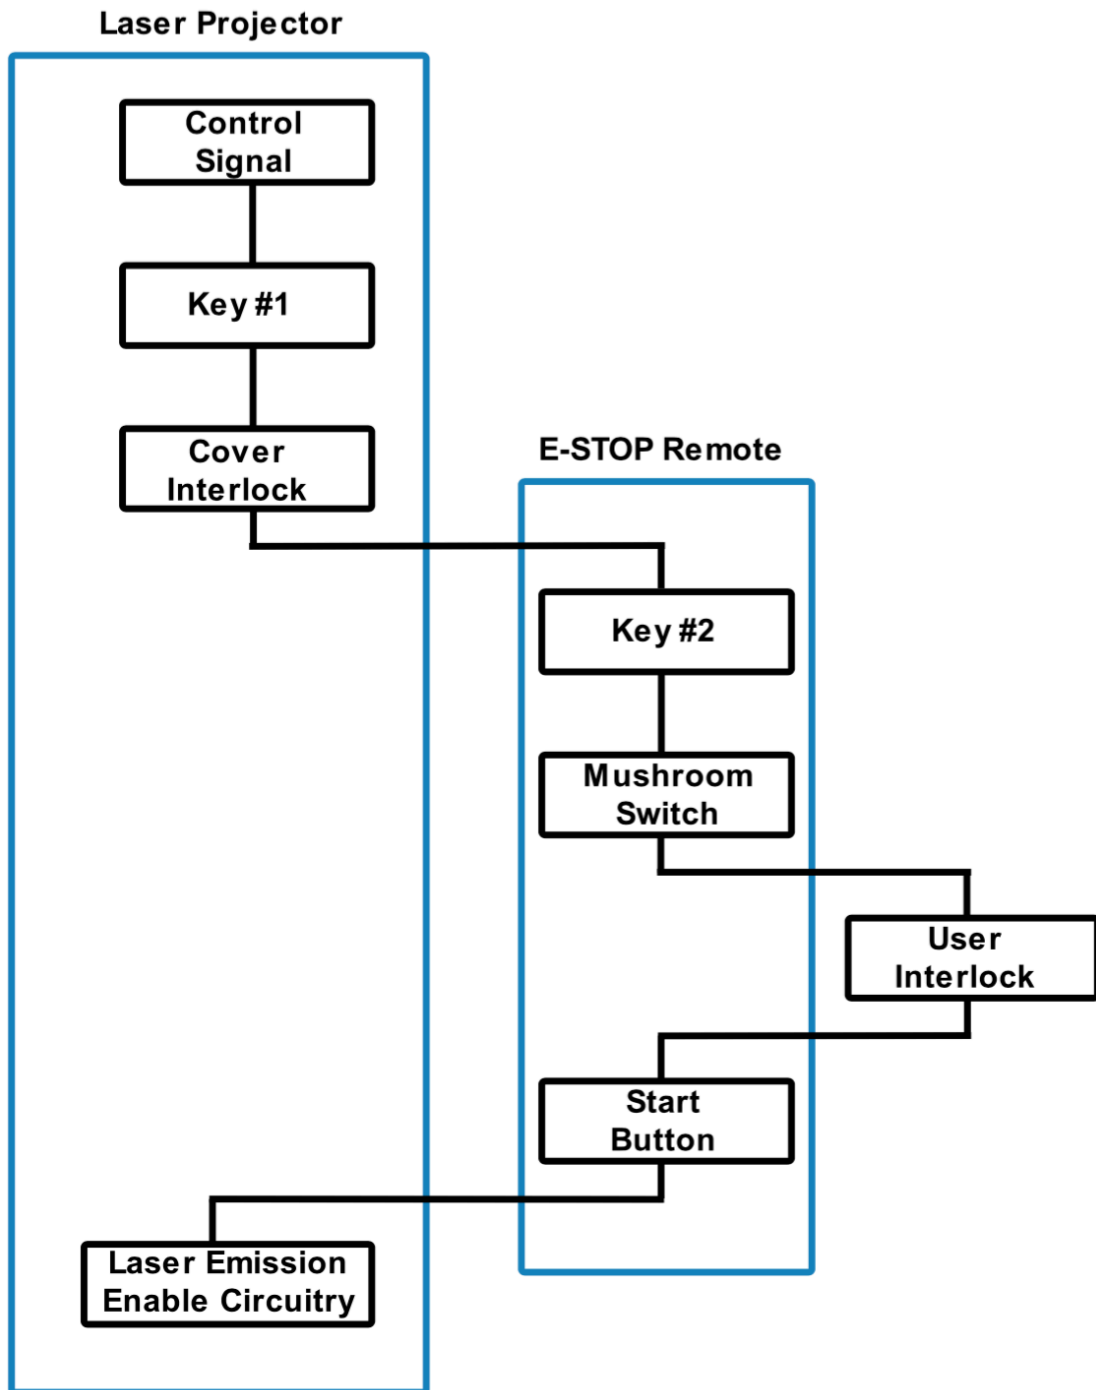 Laser Projector
Control
Signal
Key #1
Cover
Interlock
E-STOP Remote
Key #2
Mushroom
Switch
User
Interlock
Start
Button
Laser Emission
Enable Circuitry